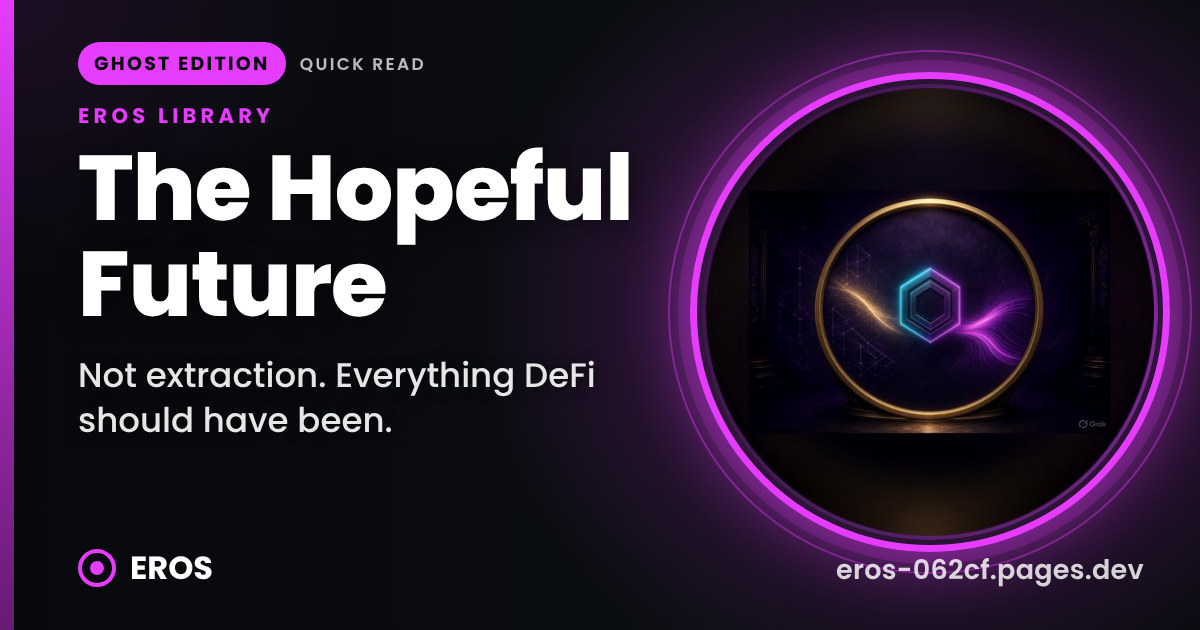 GHOST EDITION QUICK READ
EROS LIBRARY
The Hopeful
Future
Not extraction. Everything DeFi
should have been.
Grok
EROS
eros-062cf.pages.dev